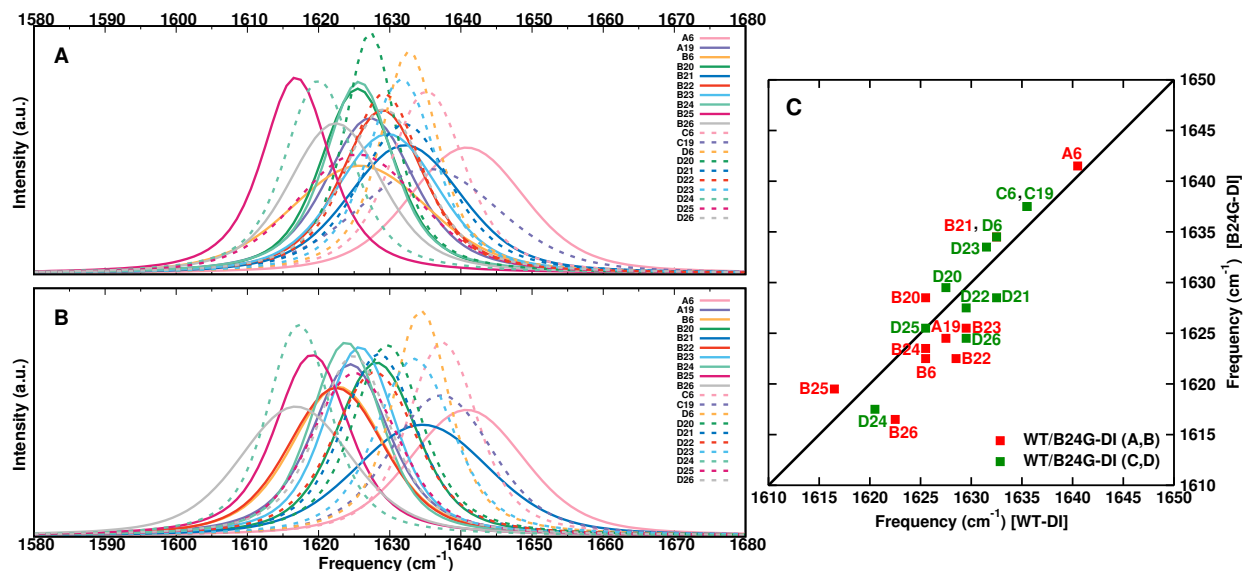 1580 1590 1600 1610 1620 1630 1640 1650 1660 1670 1680
A
Intensity (a.u.)
A6
A19
B6
B20
B21
B22
B23
B24
B25
B26
C6
C19
D6
D20
D21
D22
D23
D24
D25
D26
B
Intensity (a.u.)
A6
A19
B6
B20
B21
B22
B23
B24
B25
B26
C6
C19
D6
D20
D21
D22
D23
D24
D25
D26
1580 1590 1600 1610 1620 1630 1640 1650 1660 1670 1680
Frequency (cm⁻¹)
C
A6
C6,C19
B21,D6
D23
D20
B20
D22 D21
D25 A19 B23
B24 D26
B6 B22
B25
D24 B26
WT/B24G-DI (A,B)
WT/B24G-DI (C,D)
1610 1615 1620 1625 1630 1635 1640 1645 1650
Frequency (cm⁻¹) [WT-DI]
1650
1645
1640
1635
1630
1625
1620
1615
1610
Frequency (cm⁻¹) [B24G-DI]